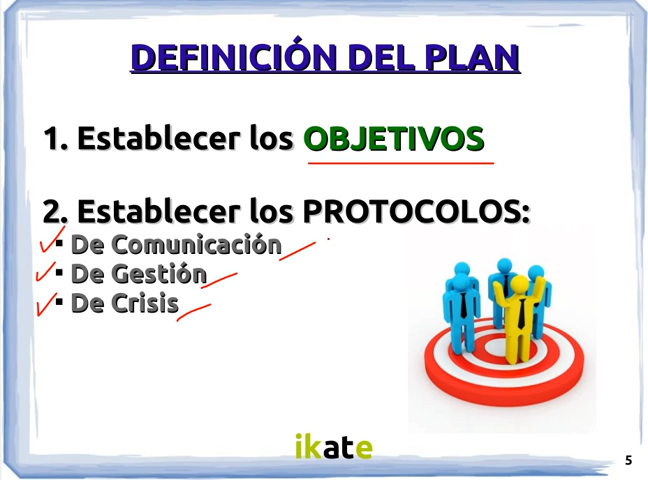 DEFINICIÓN DEL PLAN
1. Establecer los OBJETIVOS
2. Establecer los PROTOCOLOS:
▪ De Comunicación
▪ De Gestión
▪ De Crisis
ikate
5